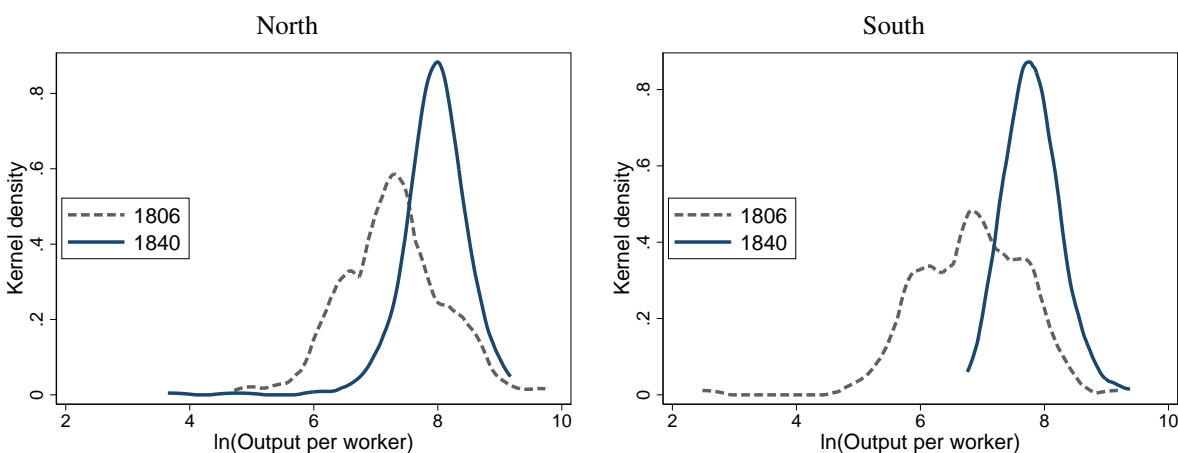 North
Kernel density
.8
.6
.4
.2
0
1806
1840
2 4 6 8 10
ln(Output per worker)
South
Kernel density
.8
.6
.4
.2
0
1806
1840
2 4 6 8 10
ln(Output per worker)